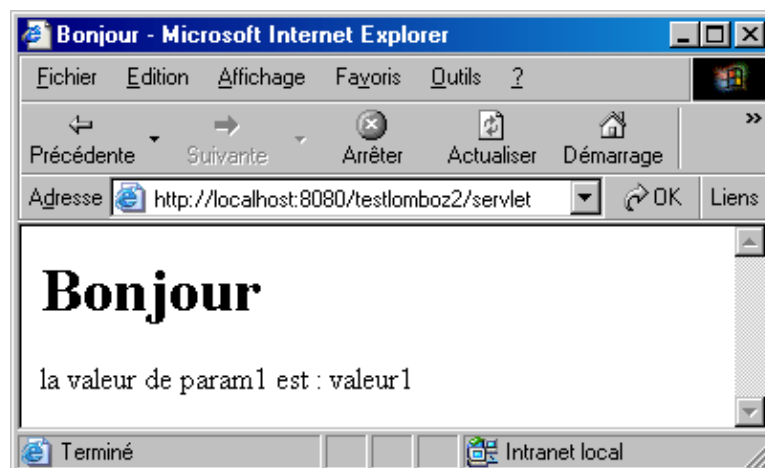 Bonjour - Microsoft Internet Explorer
Fichier Edition Affichage Favoris Outils ?
Précédente Suivante Arrêter Actualiser Démarrage »
Adresse http://localhost:8080/testlomboz2/servlet OK Liens
Bonjour
la valeur de param1 est : valeur1
Terminé Intranet local